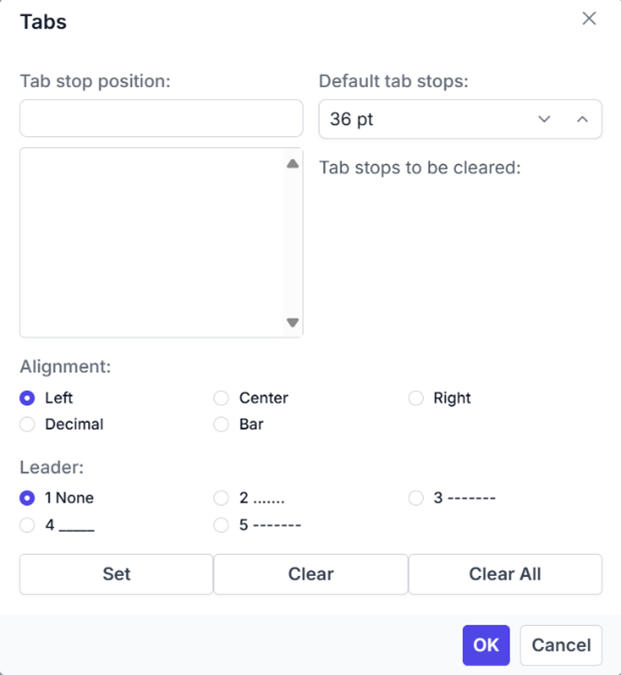 Tabs
Tab stop position: Default tab stops:
36 pt
Tab stops to be cleared:
Alignment:
Left Center Right
Decimal Bar
Leader:
1 None 2 ....... 3 -------
4 _____ 5 -------
Set Clear Clear All
OK Cancel